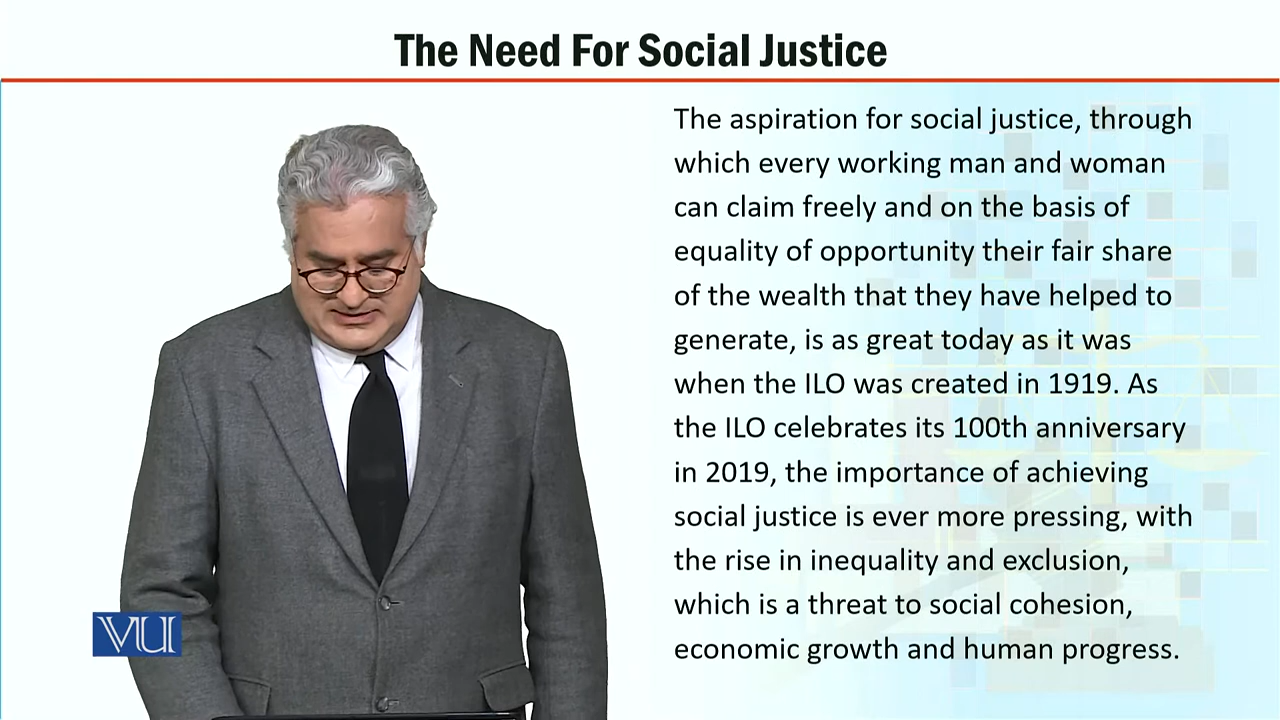 The Need For Social Justice
The aspiration for social justice, through
which every working man and woman
can claim freely and on the basis of
equality of opportunity their fair share
of the wealth that they have helped to
generate, is as great today as it was
when the ILO was created in 1919. As
the ILO celebrates its 100th anniversary
in 2019, the importance of achieving
social justice is ever more pressing, with
the rise in inequality and exclusion,
which is a threat to social cohesion,
economic growth and human progress.
VU